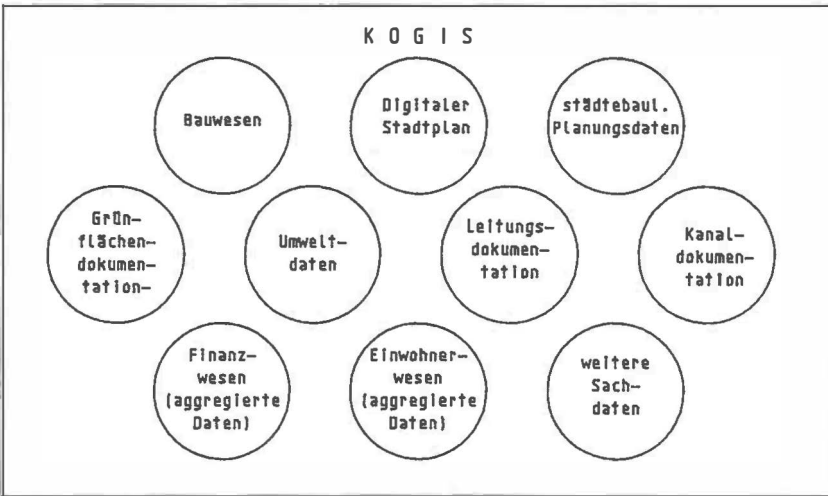 K O G I S
Bauwesen
Digitaler
Stadtplan
städtebaul.
Planungsdaten
Grün-
flächen-
dokumen-
tation-
Umwelt-
daten
Leitungs-
dokumen-
tation
Kanal-
dokumen-
tation
Finanz-
wesen
(aggregierte
Daten)
Einwohner-
wesen
(aggregierte
Daten)
weitere
Sach-
daten